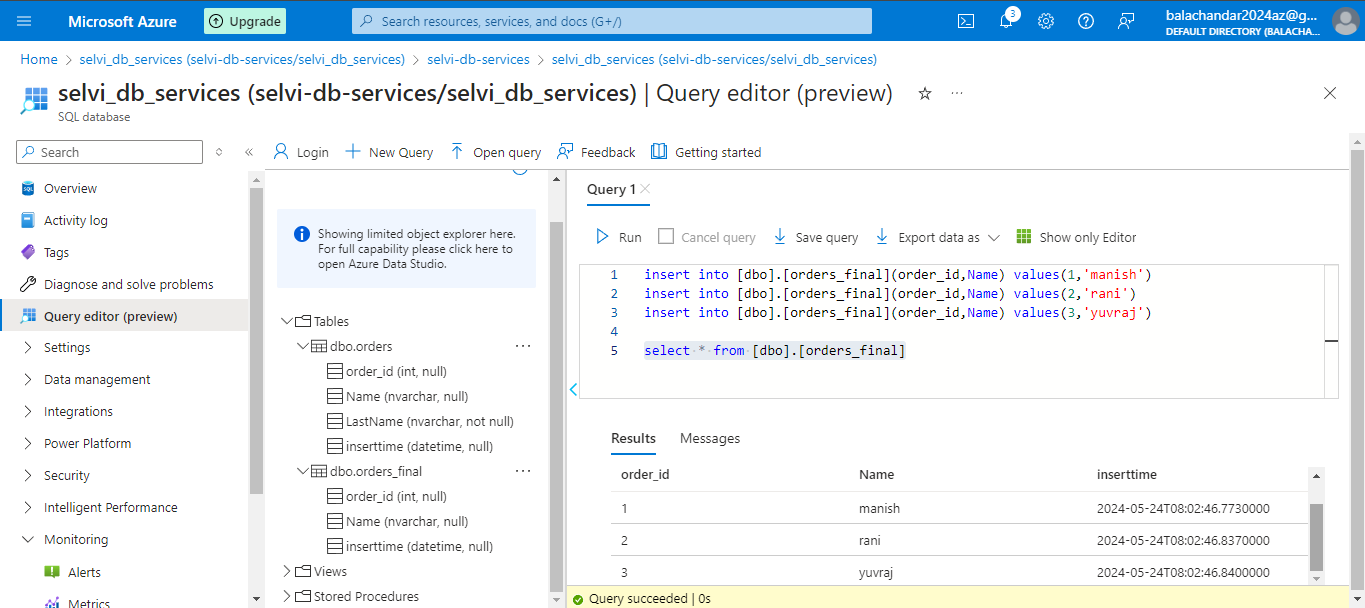 Microsoft Azure
Upgrade
Search resources, services, and docs (G+/)
3
balachandar2024az@g...
DEFAULT DIRECTORY (BALACHA...
Home > selvi_db_services (selvi-db-services/selvi_db_services) > selvi-db-services > selvi_db_services (selvi-db-services/selvi_db_services)
selvi_db_services (selvi-db-services/selvi_db_services) | Query editor (preview)
SQL database
Search
Login
New Query
Open query
Feedback
Getting started
Overview
Activity log
Tags
Diagnose and solve problems
Query editor (preview)
Settings
Data management
Integrations
Power Platform
Security
Intelligent Performance
Monitoring
Alerts
Metrics
Showing limited object explorer here.
For full capability please click here to
open Azure Data Studio.
Tables
dbo.orders
order_id (int, null)
Name (nvarchar, null)
LastName (nvarchar, not null)
inserttime (datetime, null)
dbo.orders_final
order_id (int, null)
Name (nvarchar, null)
inserttime (datetime, null)
Views
Stored Procedures
Query 1
Run
Cancel query
Save query
Export data as
Show only Editor
1 insert into [dbo].[orders_final](order_id,Name) values(1,'manish')
2 insert into [dbo].[orders_final](order_id,Name) values(2,'rani')
3 insert into [dbo].[orders_final](order_id,Name) values(3,'yuvraj')
4
5 select * from [dbo].[orders_final]
Results Messages
order_id Name inserttime
1 manish 2024-05-24T08:02:46.7730000
2 rani 2024-05-24T08:02:46.8370000
3 yuvraj 2024-05-24T08:02:46.8400000
Query succeeded | 0s